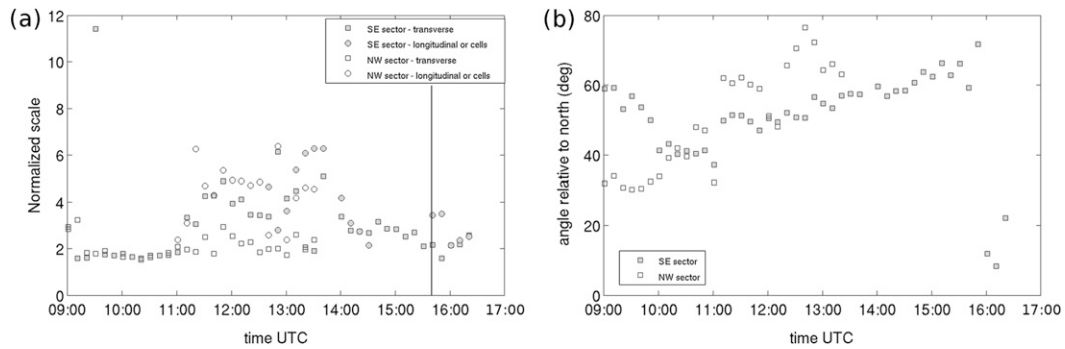 (a)
12
10
8
6
4
2
0
Normalized scale
SE sector - transverse
SE sector - longitudinal or cells
NW sector - transverse
NW sector - longitudinal or cells
09:00 10:00 11:00 12:00 13:00 14:00 15:00 16:00 17:00
time UTC
(b)
80
60
40
20
0
angle relative to north (deg)
SE sector
NW sector
09:00 10:00 11:00 12:00 13:00 14:00 15:00 16:00 17:00
time UTC